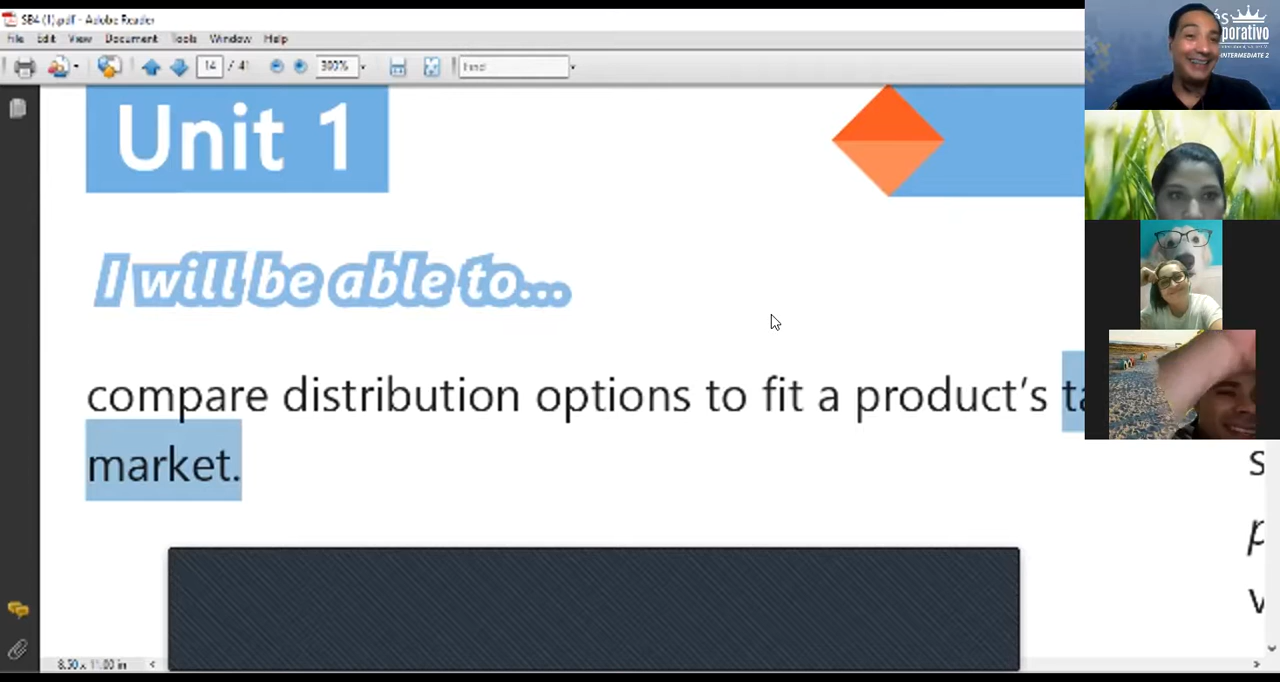 SB4 (1).pdf - Adobe Reader
File Edit View Document Tools Window Help
14 / 41 300% Find
Unit 1
I will be able to...
compare distribution options to fit a product's
market.
8.50 x 11.00 in
INTERMEDIATE 2